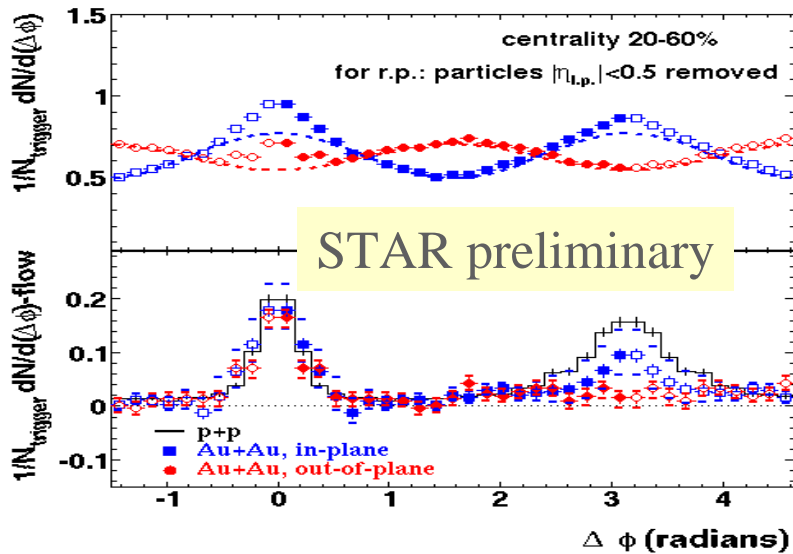 1.5
centrality 20-60%
for r.p.: particles |η_l.p.|<0.5 removed
1
0.5
1/N_trigger dN/d(Δϕ)
STAR preliminary
0.2
0.1
0
-0.1
1/N_trigger dN/d(Δϕ)-flow
p+p
Au+Au, in-plane
Au+Au, out-of-plane
-1 0 1 2 3 4
Δ ϕ (radians)